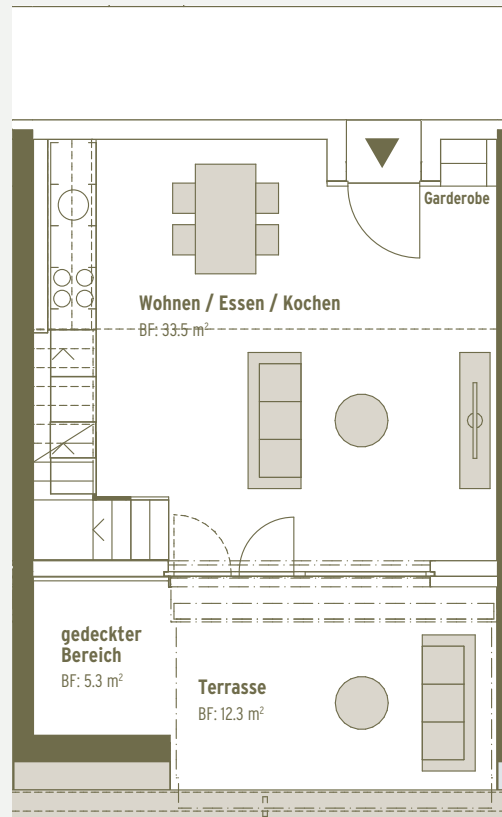 Garderobe
Wohnen / Essen / Kochen
BF: 33.5 m²
gedeckter
Bereich
BF: 5.3 m²
Terrasse
BF: 12.3 m²